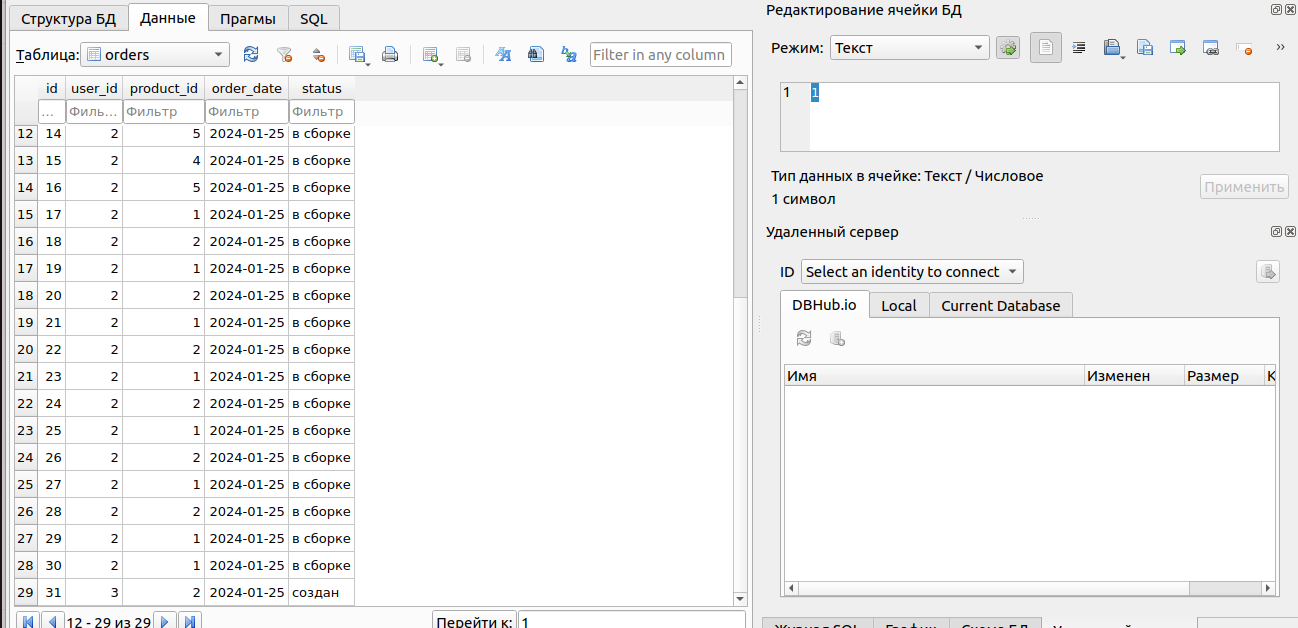 Структура БД Данные Прагмы SQL
Таблица: orders Filter in any column
id user_id product_id order_date status
... Филь... Фильтр Фильтр Фильтр
12 14 2 5 2024-01-25 в сборке
13 15 2 4 2024-01-25 в сборке
14 16 2 5 2024-01-25 в сборке
15 17 2 1 2024-01-25 в сборке
16 18 2 2 2024-01-25 в сборке
17 19 2 1 2024-01-25 в сборке
18 20 2 2 2024-01-25 в сборке
19 21 2 1 2024-01-25 в сборке
20 22 2 2 2024-01-25 в сборке
21 23 2 1 2024-01-25 в сборке
22 24 2 2 2024-01-25 в сборке
23 25 2 1 2024-01-25 в сборке
24 26 2 2 2024-01-25 в сборке
25 27 2 1 2024-01-25 в сборке
26 28 2 2 2024-01-25 в сборке
27 29 2 1 2024-01-25 в сборке
28 30 2 1 2024-01-25 в сборке
29 31 3 2 2024-01-25 создан
12 - 29 из 29 Перейти к: 1
Редактирование ячейки БД
Режим: Текст
1 1
Тип данных в ячейке: Текст / Числовое
1 символ
Применить
Удаленный сервер
ID Select an identity to connect
DBHub.io Local Current Database
Имя Изменен Размер